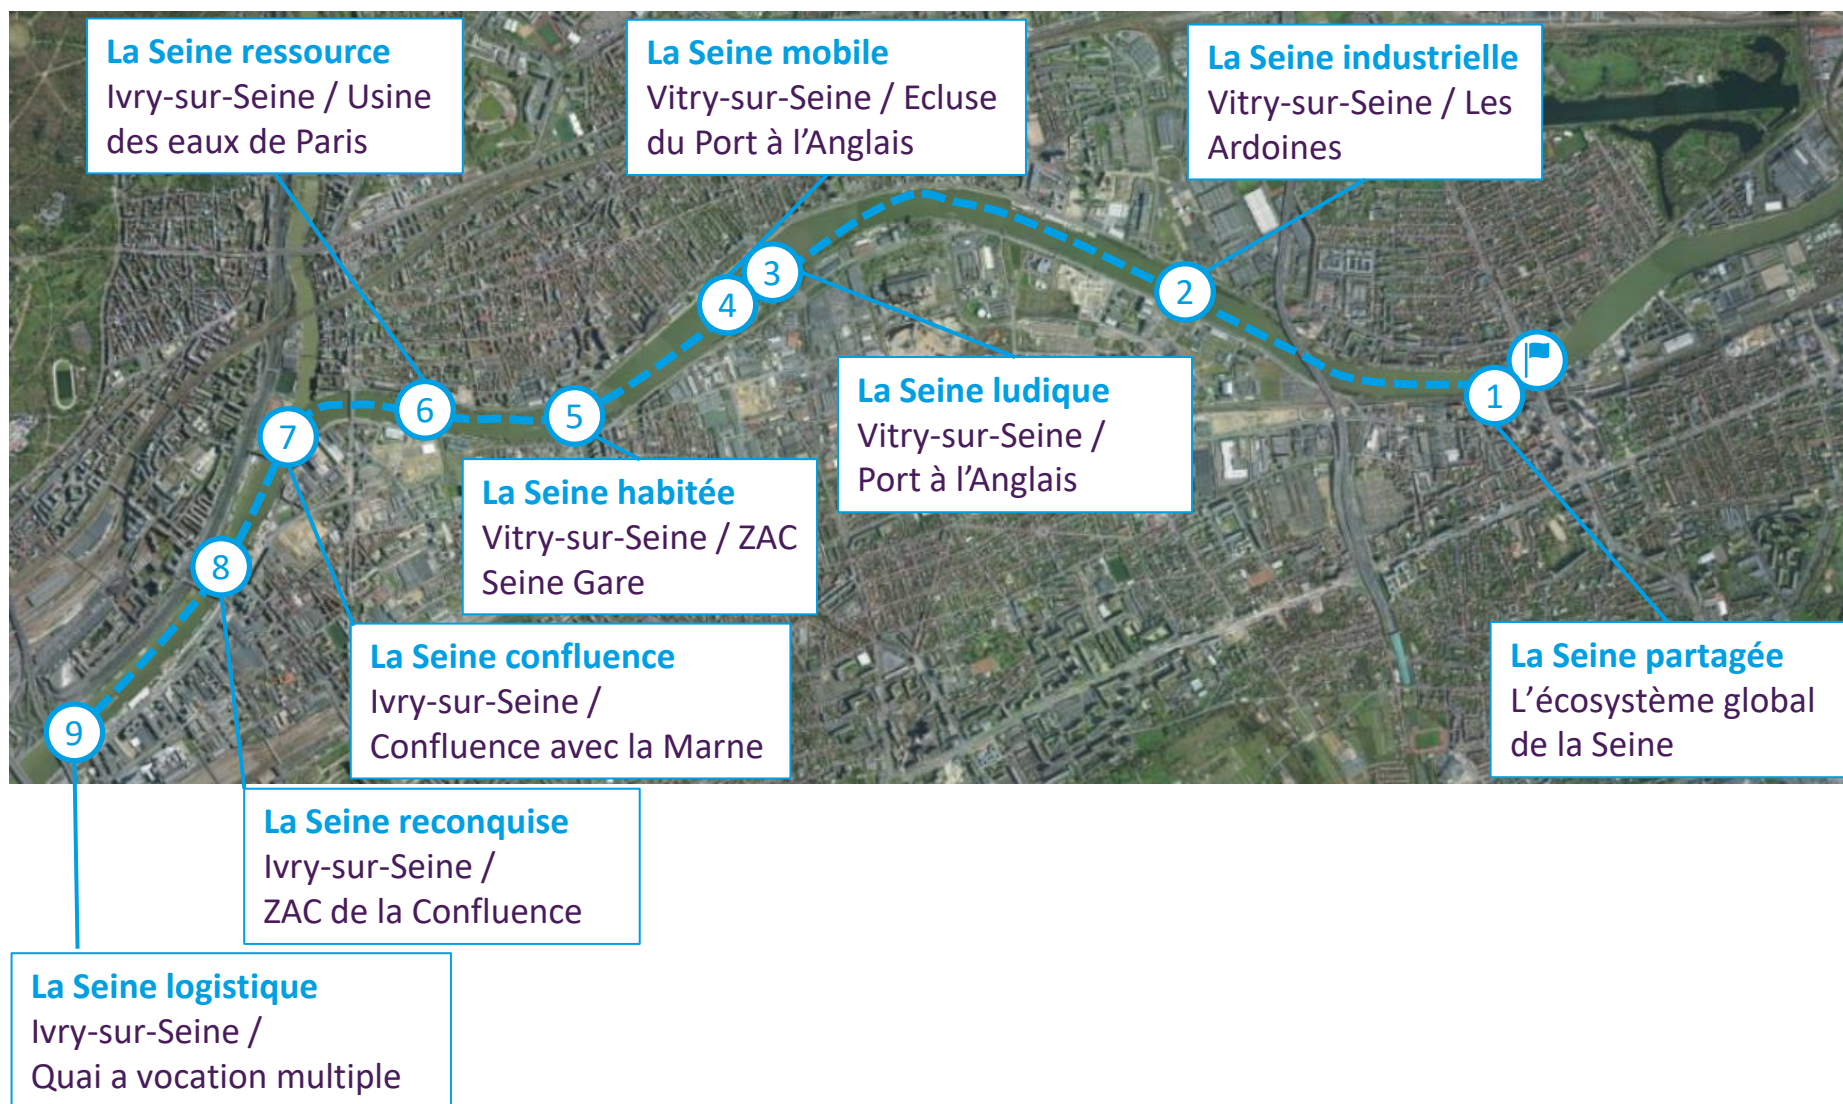 La Seine ressource
Ivry-sur-Seine / Usine
des eaux de Paris
La Seine mobile
Vitry-sur-Seine / Ecluse
du Port à l’Anglais
La Seine industrielle
Vitry-sur-Seine / Les
Ardoines
3
4
2
1
6
5
7
La Seine ludique
Vitry-sur-Seine /
Port à l’Anglais
La Seine habitée
Vitry-sur-Seine / ZAC
Seine Gare
8
La Seine confluence
Ivry-sur-Seine /
Confluence avec la Marne
La Seine partagée
L’écosystème global
de la Seine
9
La Seine reconquise
Ivry-sur-Seine /
ZAC de la Confluence
La Seine logistique
Ivry-sur-Seine /
Quai a vocation multiple